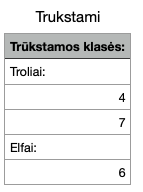 Trukstami
Trūkstamos klasės:
Troliai:
4
7
Elfai:
6